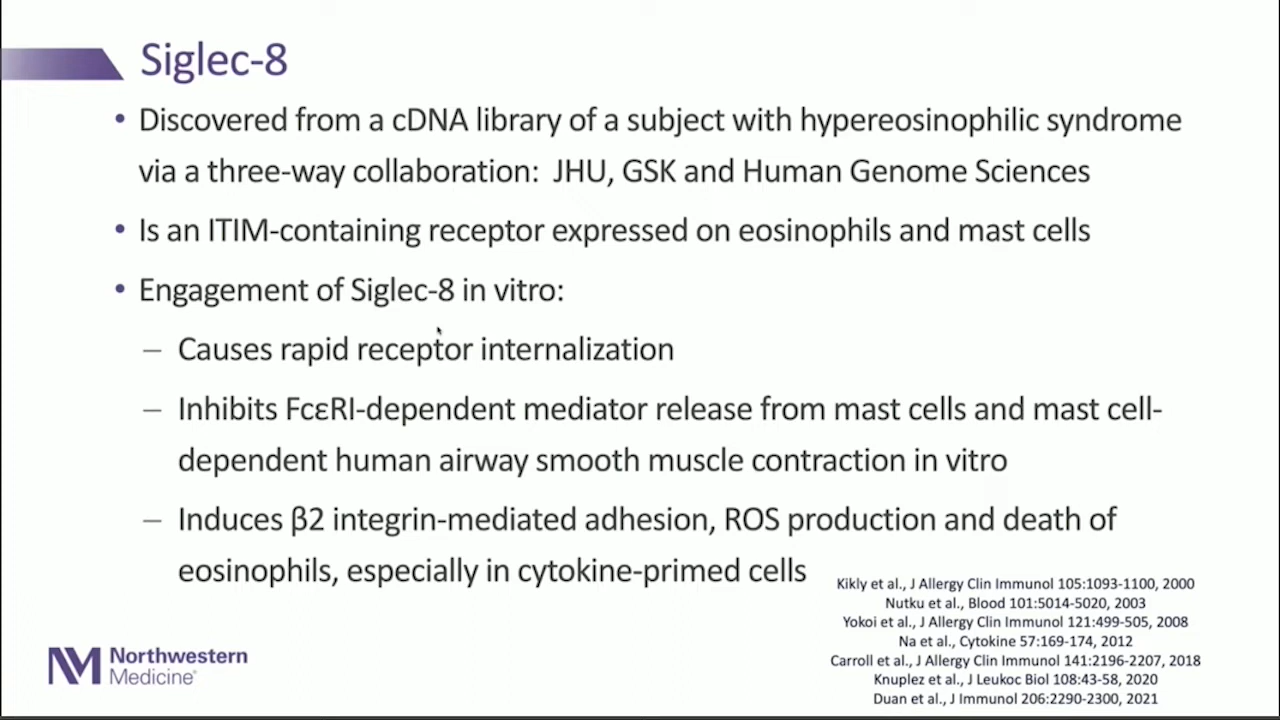 Siglec-8
• Discovered from a cDNA library of a subject with hypereosinophilic syndrome
via a three-way collaboration:  JHU, GSK and Human Genome Sciences
• Is an ITIM-containing receptor expressed on eosinophils and mast cells
• Engagement of Siglec-8 in vitro:
– Causes rapid receptor internalization
– Inhibits FcεRI-dependent mediator release from mast cells and mast cell-
dependent human airway smooth muscle contraction in vitro
– Induces β2 integrin-mediated adhesion, ROS production and death of
eosinophils, especially in cytokine-primed cells
Kikly et al., J Allergy Clin Immunol 105:1093-1100, 2000
Nutku et al., Blood 101:5014-5020, 2003
Yokoi et al., J Allergy Clin Immunol 121:499-505, 2008
Na et al., Cytokine 57:169-174, 2012
Carroll et al., J Allergy Clin Immunol 141:2196-2207, 2018
Knuplez et al., J Leukoc Biol 108:43-58, 2020
Duan et al., J Immunol 206:2290-2300, 2021
NM Northwestern
Medicine®